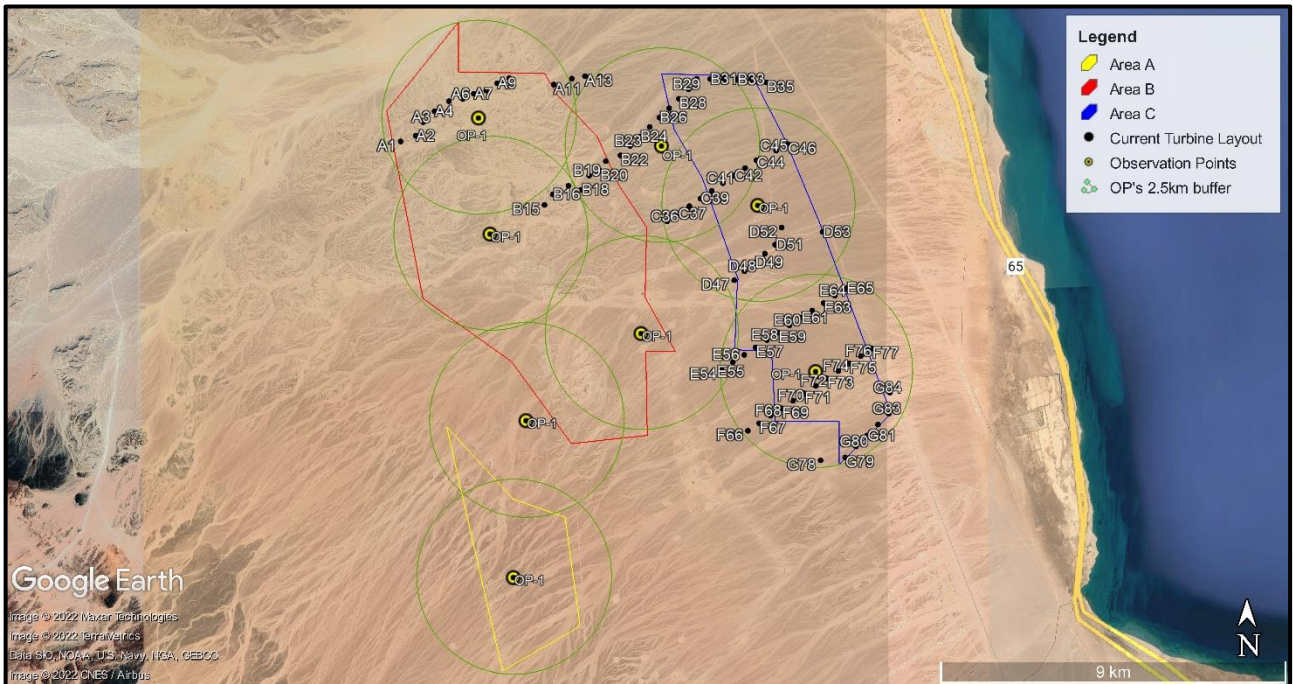 Legend
Area A
Area B
Area C
Current Turbine Layout
Observation Points
OP's 2.5km buffer
A13
A11
A9
A7
A6
A4
A3
A2
A1
OP-1
B31
B33
B35
B29
B28
B26
B24
B23
B22
OP-1
B20
B19
B18
B16
B15
C46
C45
C44
C42
C41
C39
C37
C36
OP-1
OP-1
D53
D52
D51
D49
D48
D47
65
E65
E64
E63
E61
E60
E59
E58
E57
E56
E55
E54
OP-1
F77
F76
F75
F74
F73
F72
OP-1
F71
F70
F69
F68
F67
F66
G84
G83
G81
G80
G79
G78
OP-1
OP-1
Google Earth
Image © 2022 Maxar Technologies
Image © 2022 TerraMetrics
Data SIO, NOAA, U.S. Navy, NGA, GEBCO
Image © 2022 CNES / Airbus
N
9 km